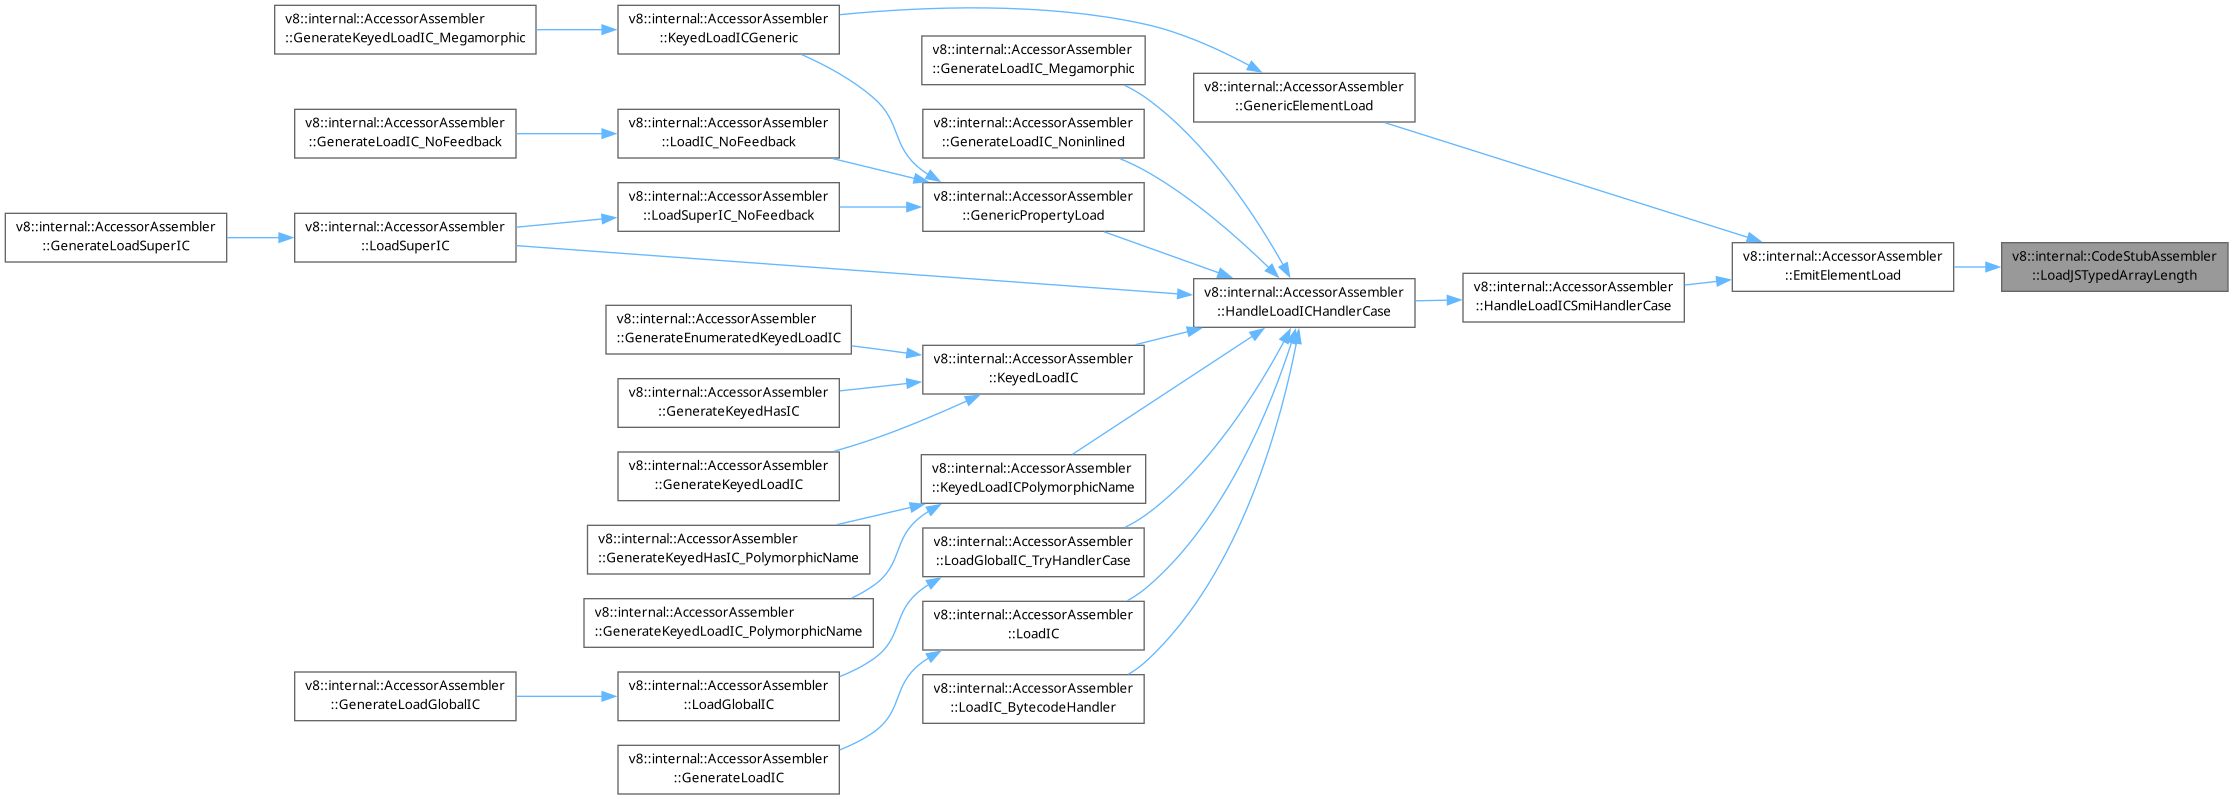 v8::internal::AccessorAssembler
::GenerateKeyedLoadIC_Megamorphic
v8::internal::AccessorAssembler
::KeyedLoadICGeneric
v8::internal::AccessorAssembler
::GenerateLoadIC_Megamorphic
v8::internal::AccessorAssembler
::GenericElementLoad
v8::internal::AccessorAssembler
::GenerateLoadIC_NoFeedback
v8::internal::AccessorAssembler
::LoadIC_NoFeedback
v8::internal::AccessorAssembler
::GenerateLoadIC_Noninlined
v8::internal::AccessorAssembler
::LoadSuperIC_NoFeedback
v8::internal::AccessorAssembler
::GenericPropertyLoad
v8::internal::AccessorAssembler
::GenerateLoadSuperIC
v8::internal::AccessorAssembler
::LoadSuperIC
v8::internal::AccessorAssembler
::EmitElementLoad
v8::internal::CodeStubAssembler
::LoadJSTypedArrayLength
v8::internal::AccessorAssembler
::HandleLoadICHandlerCase
v8::internal::AccessorAssembler
::HandleLoadICSmiHandlerCase
v8::internal::AccessorAssembler
::GenerateEnumeratedKeyedLoadIC
v8::internal::AccessorAssembler
::KeyedLoadIC
v8::internal::AccessorAssembler
::GenerateKeyedHasIC
v8::internal::AccessorAssembler
::GenerateKeyedLoadIC
v8::internal::AccessorAssembler
::KeyedLoadICPolymorphicName
v8::internal::AccessorAssembler
::GenerateKeyedHasIC_PolymorphicName
v8::internal::AccessorAssembler
::LoadGlobalIC_TryHandlerCase
v8::internal::AccessorAssembler
::GenerateKeyedLoadIC_PolymorphicName
v8::internal::AccessorAssembler
::LoadIC
v8::internal::AccessorAssembler
::GenerateLoadGlobalIC
v8::internal::AccessorAssembler
::LoadGlobalIC
v8::internal::AccessorAssembler
::LoadIC_BytecodeHandler
v8::internal::AccessorAssembler
::GenerateLoadIC